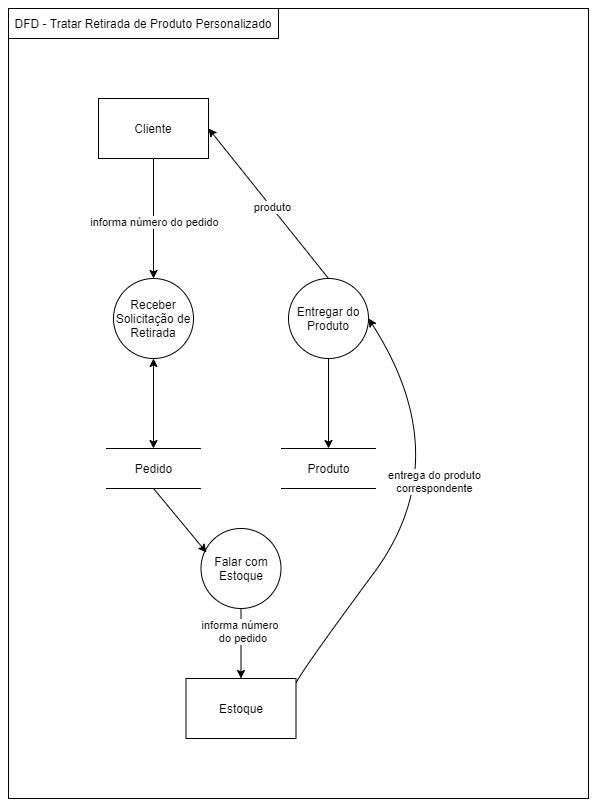 DFD - Tratar Retirada de Produto Personalizado
Cliente
produto
informa número do pedido
Receber
Solicitação de
Retirada
Entregar do
Produto
Pedido
Produto
entrega do produto
correspondente
Falar com
Estoque
informa número
do pedido
Estoque